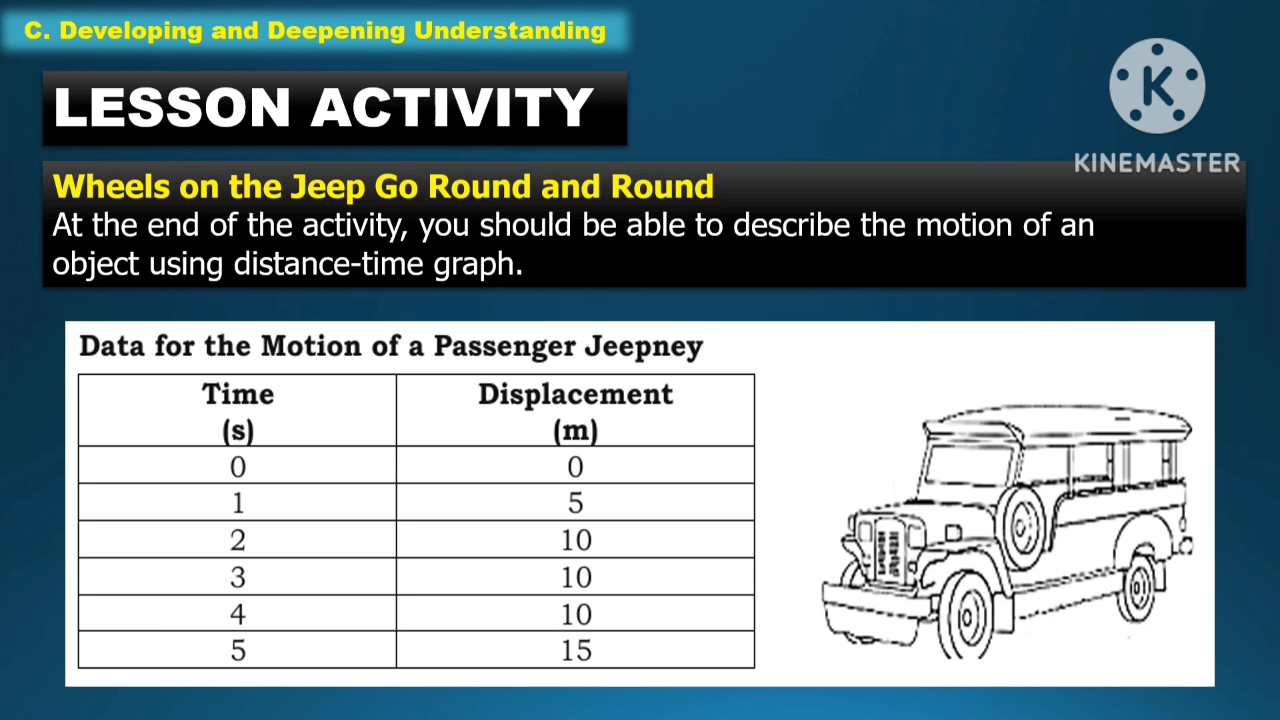 C. Developing and Deepening Understanding
LESSON ACTIVITY
K
KINEMASTER
Wheels on the Jeep Go Round and Round
At the end of the activity, you should be able to describe the motion of an
object using distance-time graph.
Data for the Motion of a Passenger Jeepney
Time Displacement
(s) (m)
0 0
1 5
2 10
3 10
4 10
5 15